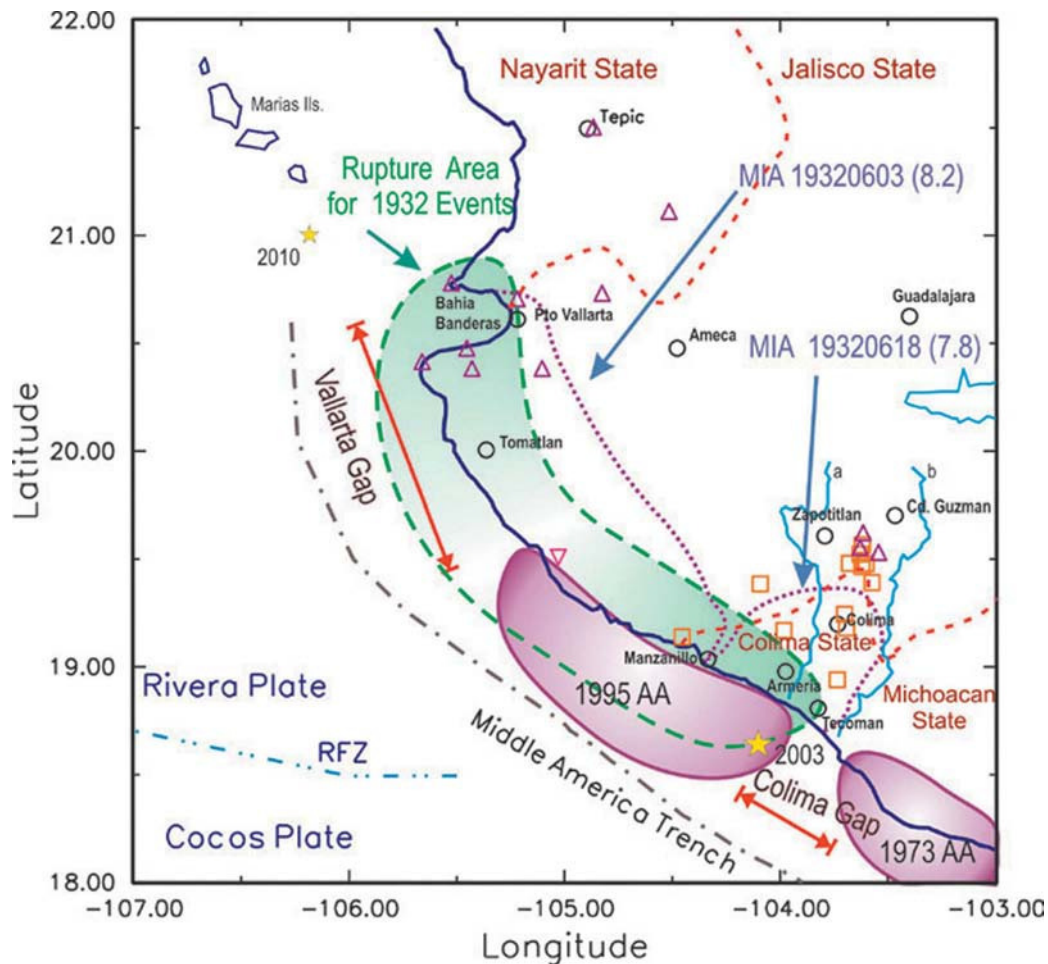 22.00
21.00
20.00
19.00
18.00
Latitude
-107.00
-106.00
-105.00
-104.00
-103.00
Longitude
Nayarit State
Jalisco State
Marias Ils.
Tepic
Rupture Area
for 1932 Events
MIA 19320603 (8.2)
2010
Guadalajara
Bahia
Banderas
Pto Vallarta
Ameca
MIA 19320618 (7.8)
Vallarta Gap
Tomatlan
a
b
Zapotitlan
Cd. Guzman
Colima
Colima State
Manzanillo
Armeria
Michoacan
State
Tecoman
1995 AA
2003
Rivera Plate
RFZ
Cocos Plate
Middle America Trench
Colima Gap
1973 AA